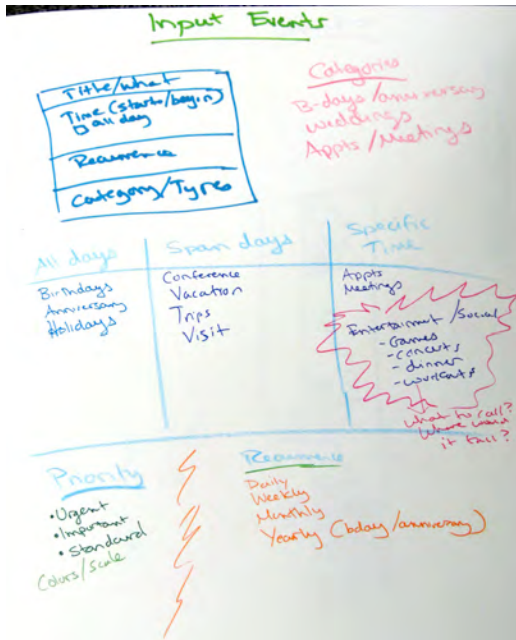 Input Events
Title/What
Time (starts/begin)
all day
Recurrence
Category/Types
Categories
B-days/anniversary
Weddings
Appts/Meetings
All days
Birthdays
Anniversary
Holidays
Span days
Conference
Vacation
Trips
Visit
Specific
Time
Appts
Meetings
Entertainment/Social
- Games
- concerts
- dinner
- workouts
what to call?
Where would
it fall?
Priority
• Urgent
• Important
• Standard
Colors/Scale
Recurrence
Daily
Weekly
Monthly
Yearly (bday/anniversary)